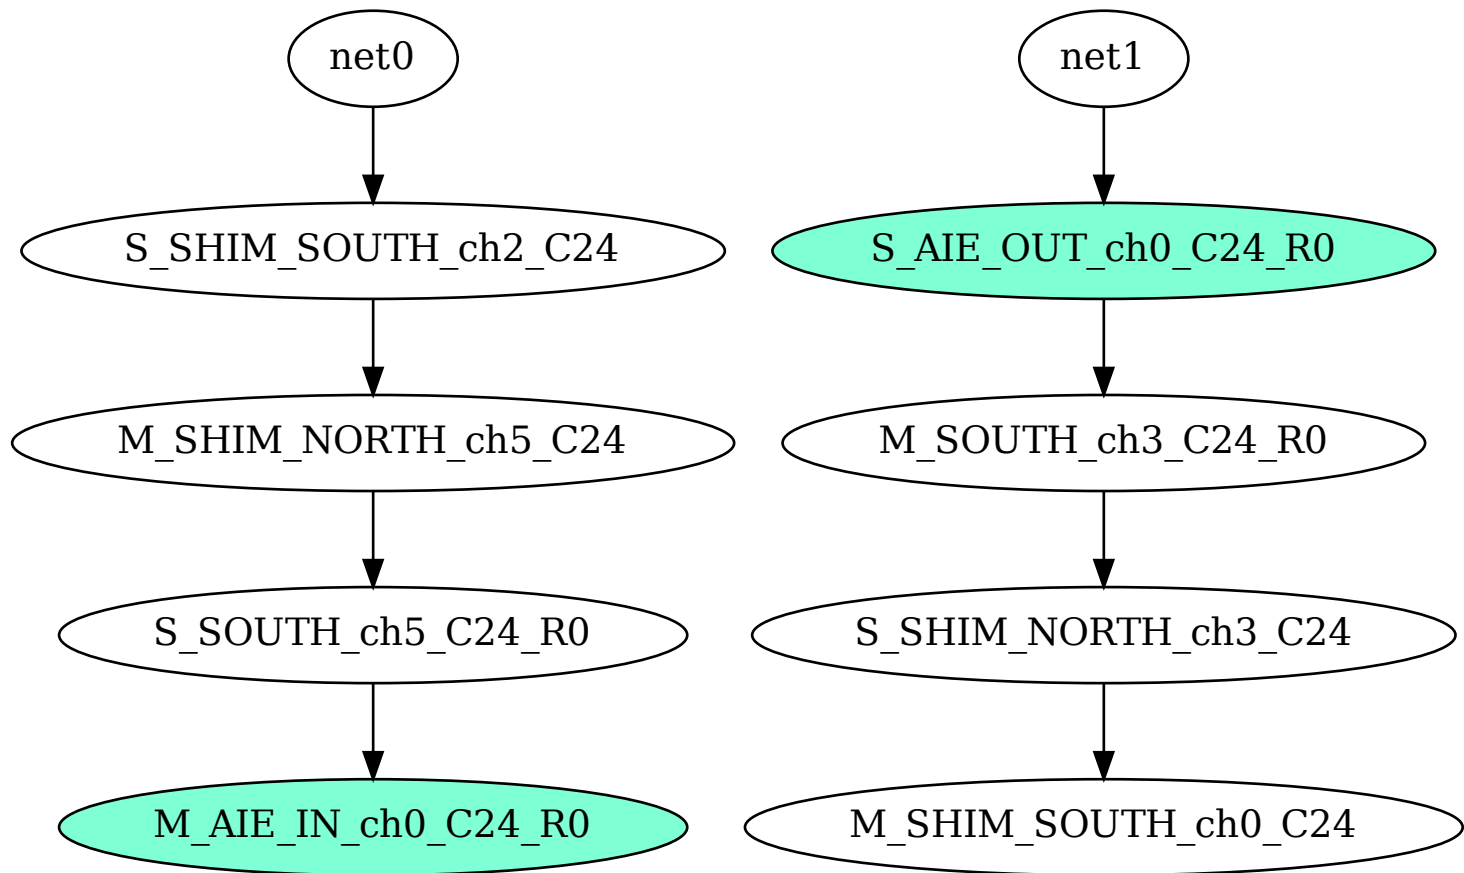 net0
net1
S_SHIM_SOUTH_ch2_C24
S_AIE_OUT_ch0_C24_R0
M_SHIM_NORTH_ch5_C24
M_SOUTH_ch3_C24_R0
S_SOUTH_ch5_C24_R0
S_SHIM_NORTH_ch3_C24
M_AIE_IN_ch0_C24_R0
M_SHIM_SOUTH_ch0_C24